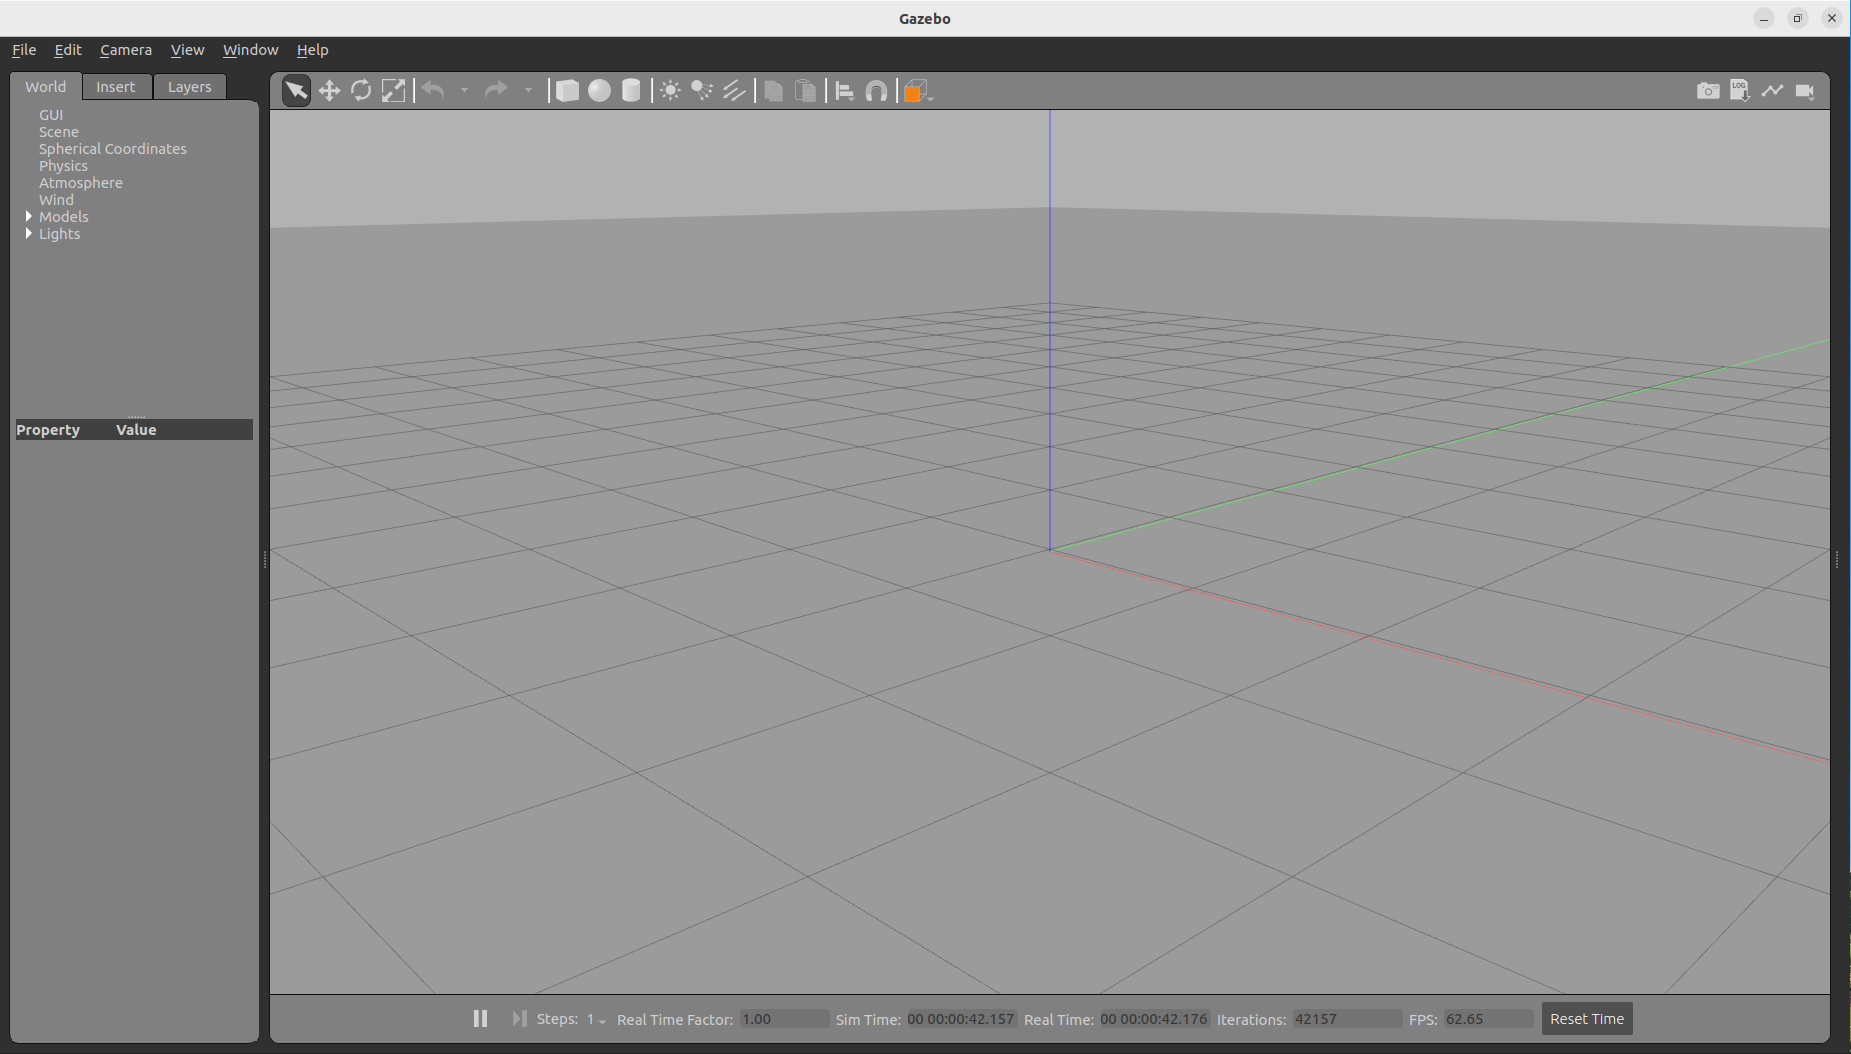 Gazebo
File Edit Camera View Window Help
World Insert Layers
LOG
GUI
Scene
Spherical Coordinates
Physics
Atmosphere
Wind
Models
Lights
Property Value
Steps: 1 Real Time Factor: 1.00 Sim Time: 00 00:00:42.157 Real Time: 00 00:00:42.176 Iterations: 42157 FPS: 62.65 Reset Time